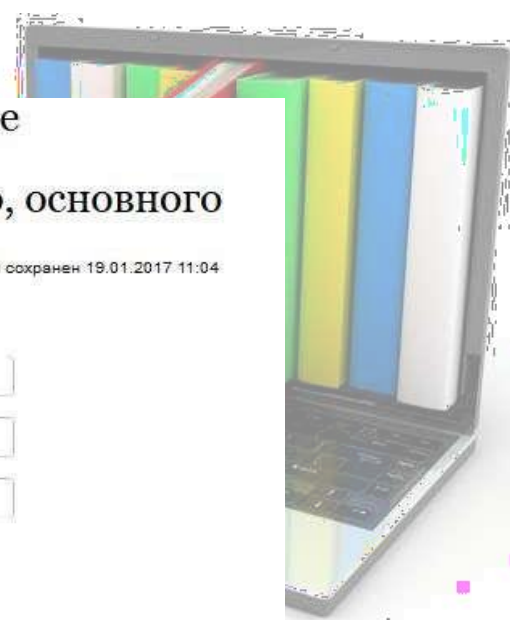 е
, основного
сохранен 19.01.2017 11:04